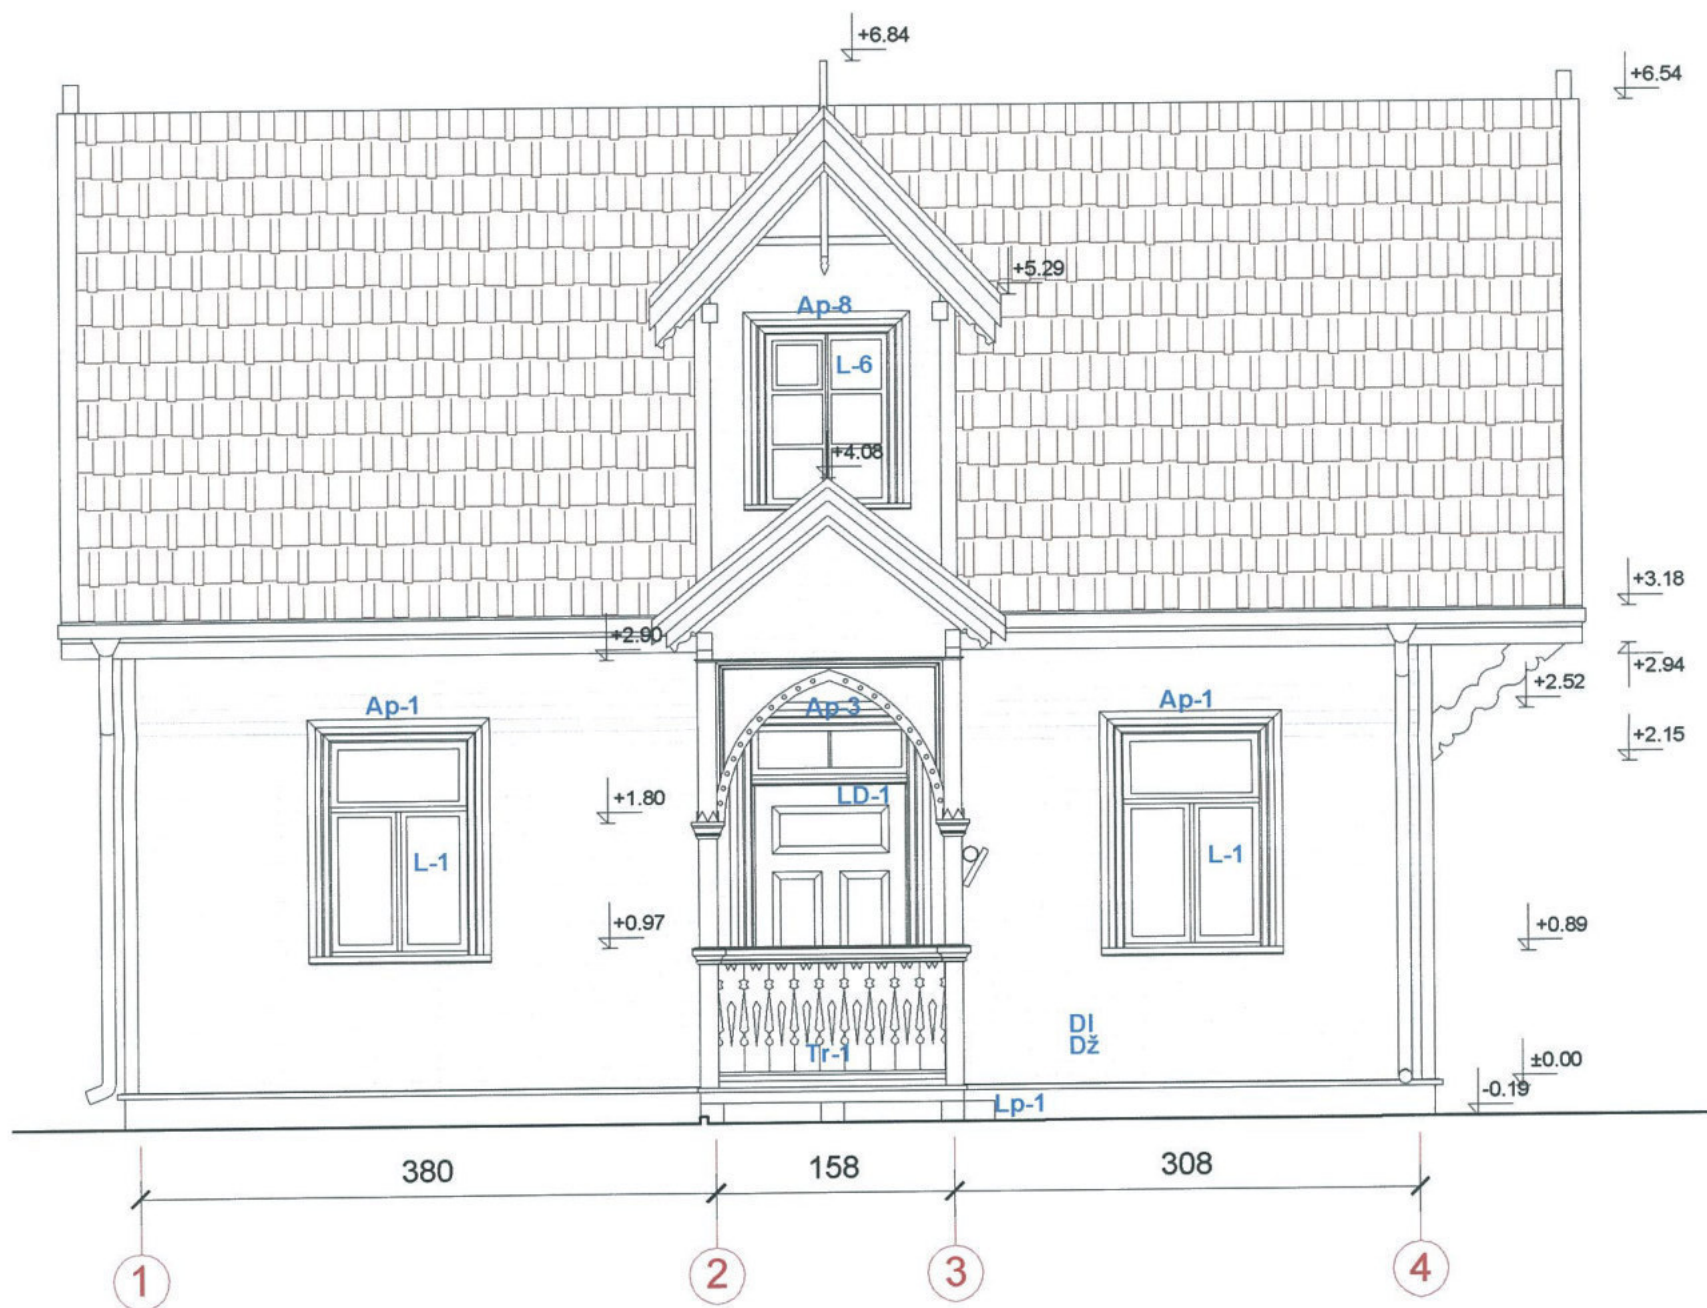 +6.84
+6.54
+5.29
Ap-8
L-6
+4.08
+3.18
+2.90
+2.94
+2.52
Ap-1
Ap-3
Ap-1
+2.15
+1.80
LD-1
L-1
L-1
+0.97
+0.89
Dl
Dž
Tr-1
±0.00
-0.19
Lp-1
380
158
308
1
2
3
4